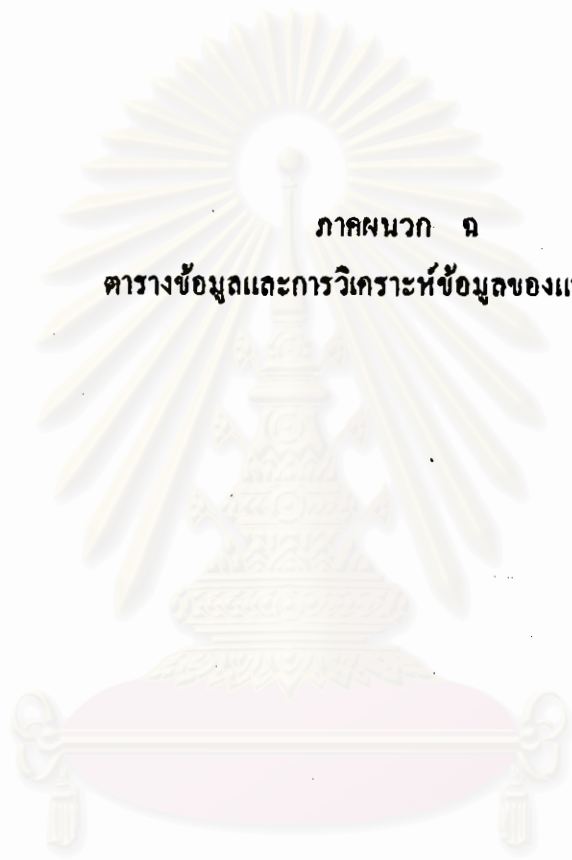 ภาคผนวก ฉ
ตารางข้อมูลและการวิเคราะห์ข้อมูลของแ